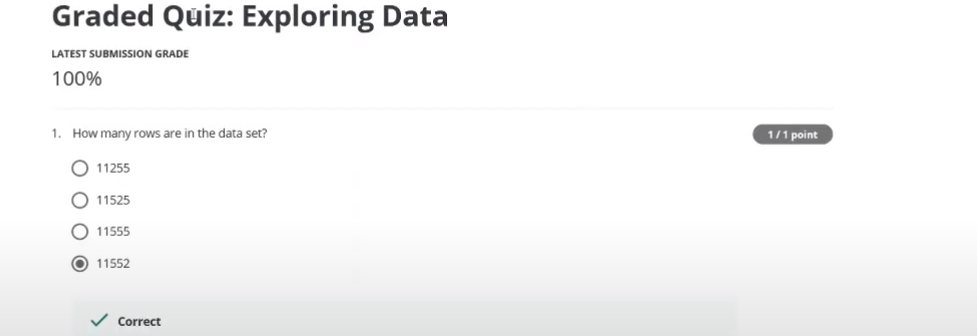 Graded Quiz: Exploring Data
LATEST SUBMISSION GRADE
100%
1. How many rows are in the data set?
1 / 1 point
11255
11525
11555
11552
Correct